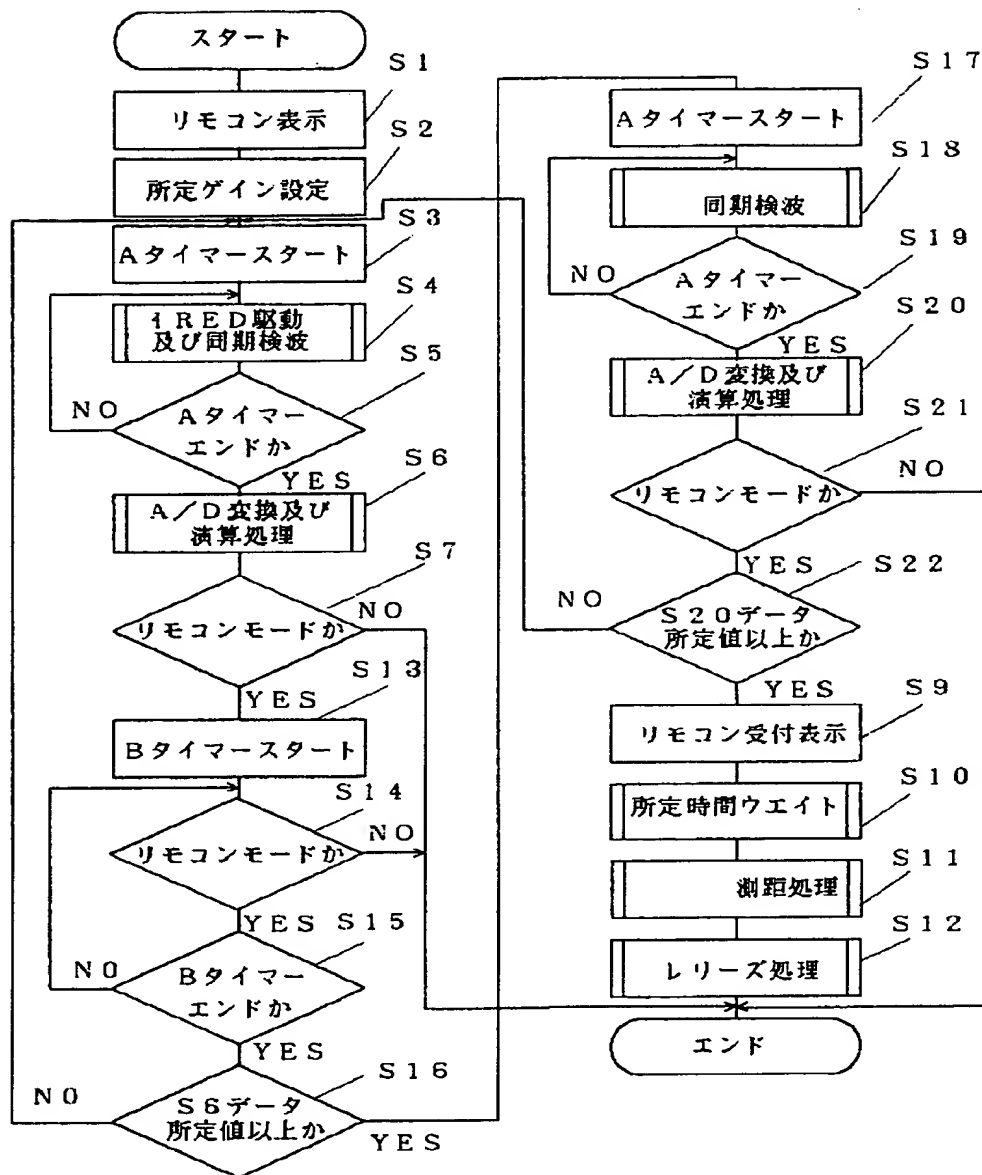 スタート
S1
リモコン表示
S2
所定ゲイン設定
S3
Aタイマースタート
S4
iRED駆動
及び同期検波
S5
NO
Aタイマー
エンドか
YES
S6
A/D変換及び
演算処理
S7
リモコンモードか
NO
YES
S13
Bタイマースタート
S14
リモコンモードか
NO
YES
S15
NO
Bタイマー
エンドか
YES
S16
NO
S6データ
所定値以上か
YES
S17
Aタイマースタート
S18
同期検波
S19
NO
Aタイマー
エンドか
YES
S20
A/D変換及び
演算処理
S21
リモコンモードか
NO
YES
S22
NO
S20データ
所定値以上か
YES
S9
リモコン受付表示
S10
所定時間ウエイト
S11
測距処理
S12
レリーズ処理
エンド